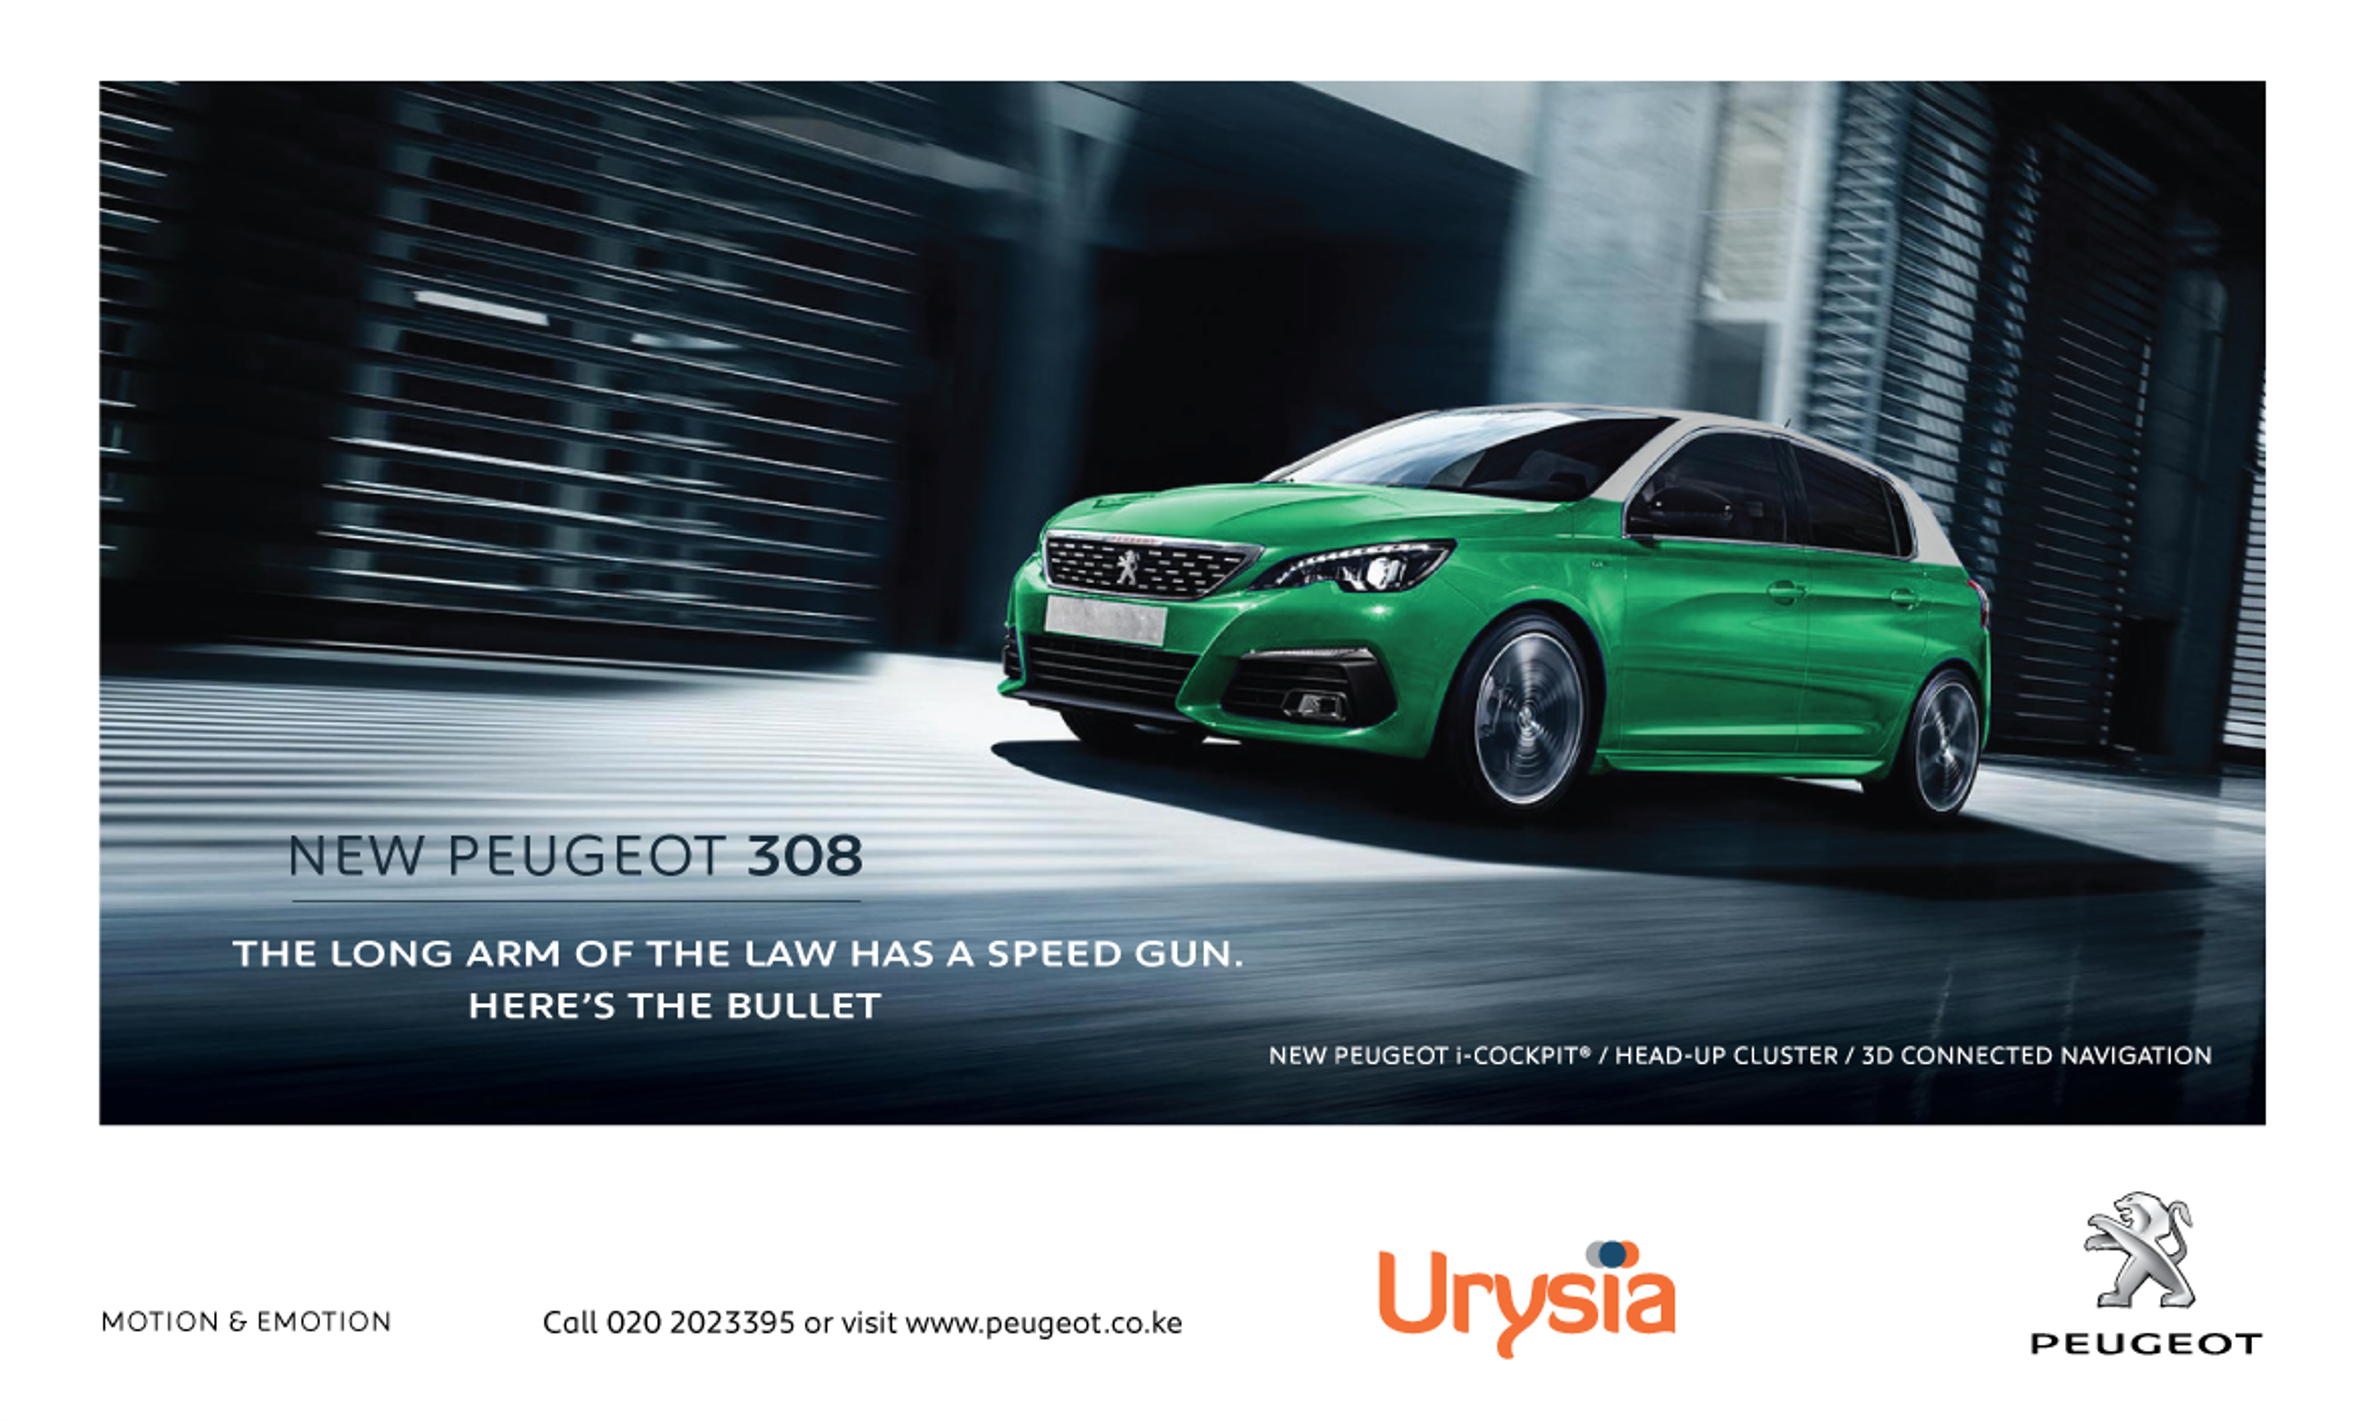 NEW PEUGEOT 308
THE LONG ARM OF THE LAW HAS A SPEED GUN.
HERE'S THE BULLET
NEW PEUGEOT i-COCKPIT® / HEAD-UP CLUSTER / 3D CONNECTED NAVIGATION
MOTION & EMOTION
Call 020 2023395 or visit www.peugeot.co.ke
Urysia
PEUGEOT